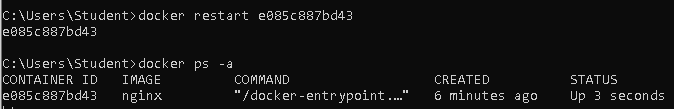 C:\Users\Student>docker restart e085c887bd43
e085c887bd43
C:\Users\Student>docker ps -a
CONTAINER ID IMAGE COMMAND CREATED STATUS
e085c887bd43 nginx "/docker-entrypoint.…" 6 minutes ago Up 3 seconds